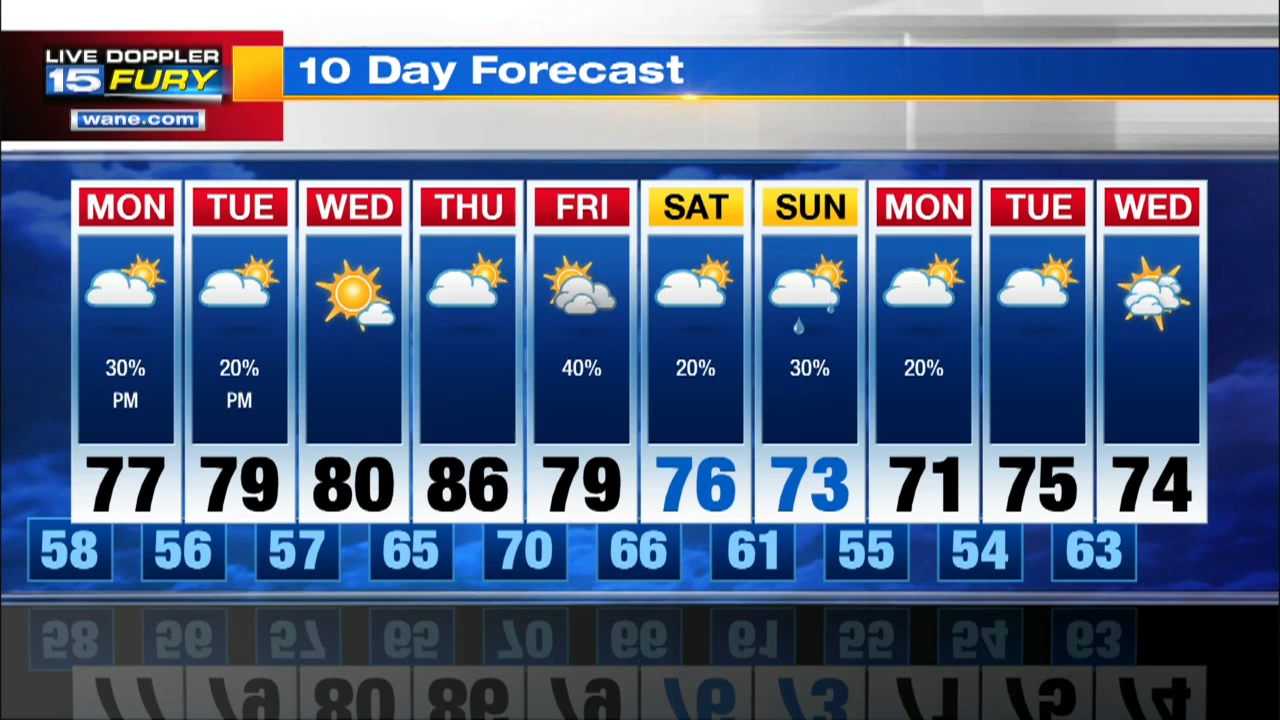 LIVE DOPPLER
15 FURY
wane.com
10 Day Forecast
MON TUE WED THU FRI SAT SUN MON TUE WED
30% 20% 40% 20% 30% 20%
PM PM
77 79 80 86 79 76 73 71 75 74
58 56 57 65 70 66 61 55 54 63